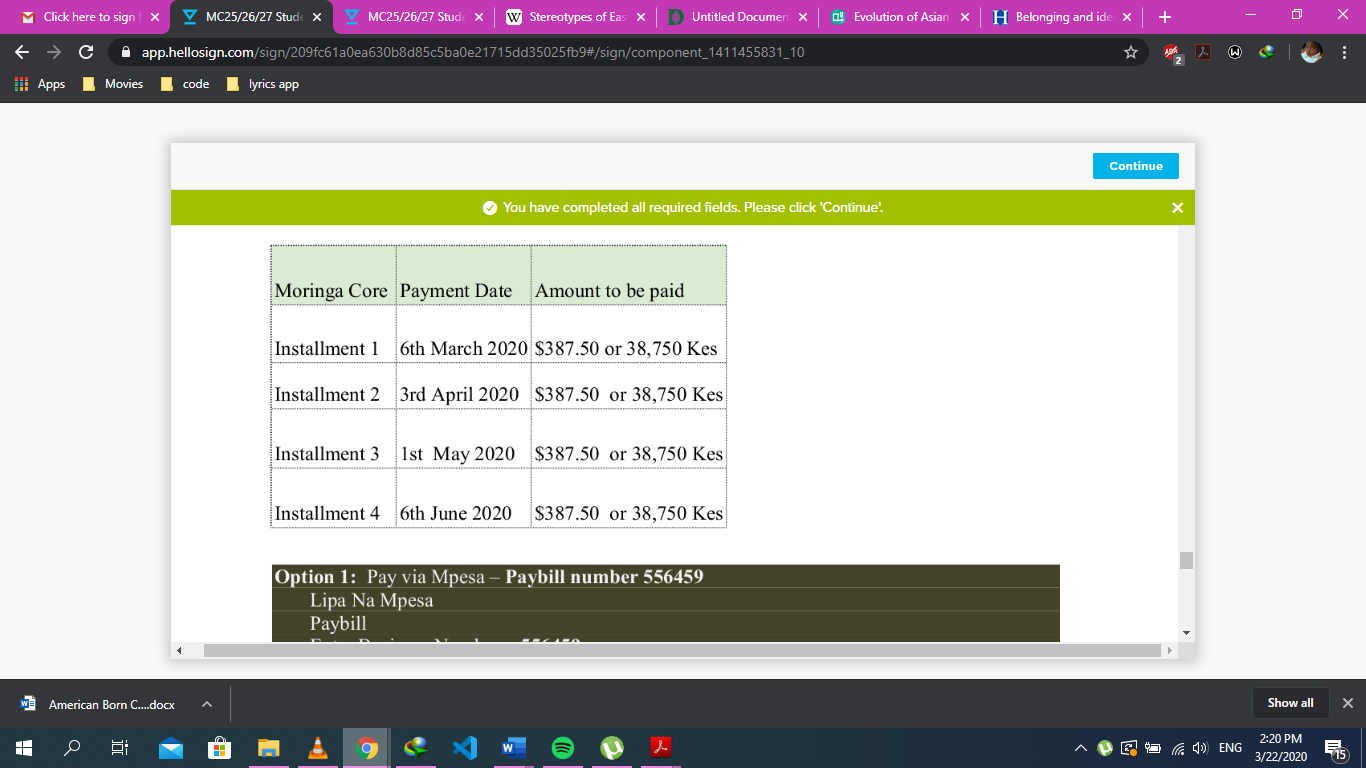 Click here to sign
MC25/26/27 Stude
MC25/26/27 Stude
W Stereotypes of Eas
Untitled Documen
Evolution of Asian
H Belonging and ide
app.hellosign.com/sign/209fc61a0ea630b8d85c5ba0e21715dd35025fb9#/sign/component_1411455831_10
2
Apps
Movies
code
lyrics app
Continue
You have completed all required fields. Please click 'Continue'.
Moringa Core Payment Date Amount to be paid
Installment 1 6th March 2020 $387.50 or 38,750 Kes
Installment 2 3rd April 2020 $387.50 or 38,750 Kes
Installment 3 1st May 2020 $387.50 or 38,750 Kes
Installment 4 6th June 2020 $387.50 or 38,750 Kes
Option 1: Pay via Mpesa – Paybill number 556459
Lipa Na Mpesa
Paybill
American Born C....docx
Show all
ENG
2:20 PM
3/22/2020
15